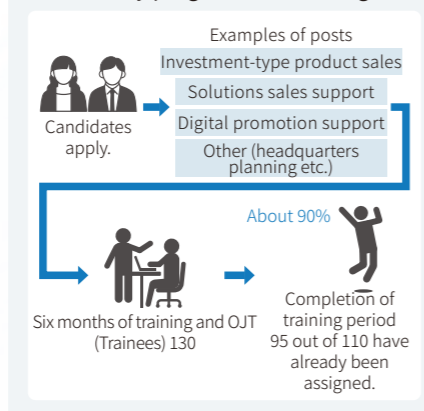 Examples of posts
Investment-type product sales
Solutions sales support
Digital promotion support
Other (headquarters
planning etc.)
Candidates
apply.
About 90%
Six months of training and OJT
(Trainees) 130
Completion of
training period
95 out of 110 have
already been
assigned.